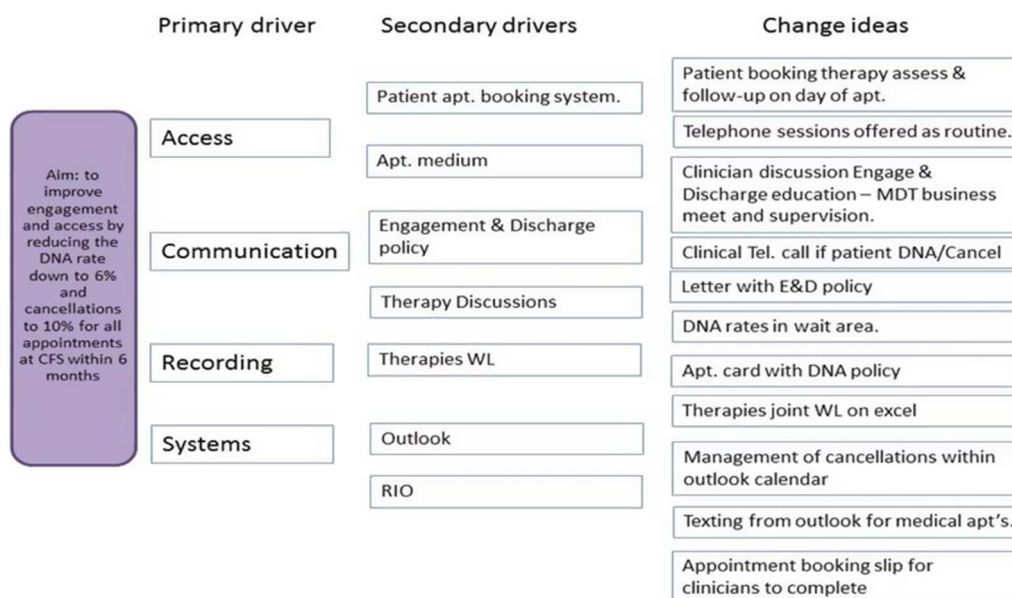 Primary driver
Secondary drivers
Change ideas
Aim: to
improve
engagement
and access by
reducing the
DNA rate
down to 6%
and
cancellations
to 10% for all
appointments
at CFS within 6
months
Access
Communication
Recording
Systems
Patient apt. booking system.
Apt. medium
Engagement & Discharge
policy
Therapy Discussions
Therapies WL
Outlook
RIO
Patient booking therapy assess &
follow-up on day of apt.
Telephone sessions offered as routine.
Clinician discussion Engage &
Discharge education – MDT business
meet and supervision.
Clinical Tel. call if patient DNA/Cancel
Letter with E&D policy
DNA rates in wait area.
Apt. card with DNA policy
Therapies joint WL on excel
Management of cancellations within
outlook calendar
Texting from outlook for medical apt's.
Appointment booking slip for
clinicians to complete